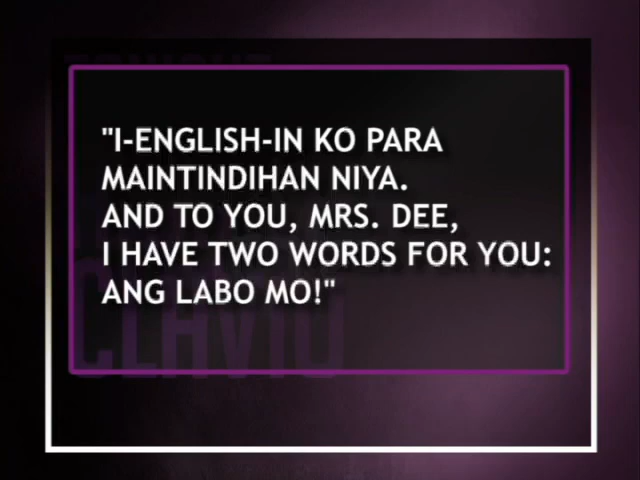 "I-ENGLISH-IN KO PARA
MAINTINDIHAN NIYA.
AND TO YOU, MRS. DEE,
I HAVE TWO WORDS FOR YOU:
ANG LABO MO!"
CLAVIO